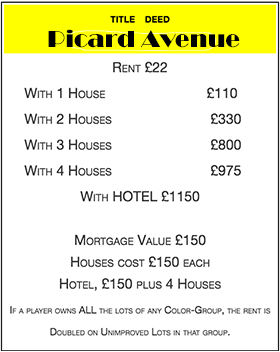 TITLE DEED
Picard Avenue
RENT £22
WITH 1 HOUSE £110
WITH 2 HOUSES £330
WITH 3 HOUSES £800
WITH 4 HOUSES £975
WITH HOTEL £1150
MORTGAGE VALUE £150
HOUSES COST £150 EACH
HOTEL, £150 PLUS 4 HOUSES
IF A PLAYER OWNS ALL THE LOTS OF ANY COLOR-GROUP, THE RENT IS
DOUBLED ON UNIMPROVED LOTS IN THAT GROUP.